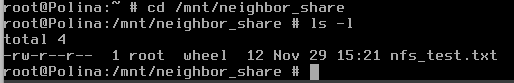 root@Polina:~ # cd /mnt/neighbor_share
root@Polina:/mnt/neighbor_share # ls -l
total 4
-rw-r--r--  1 root  wheel  12 Nov 29 15:21 nfs_test.txt
root@Polina:/mnt/neighbor_share #